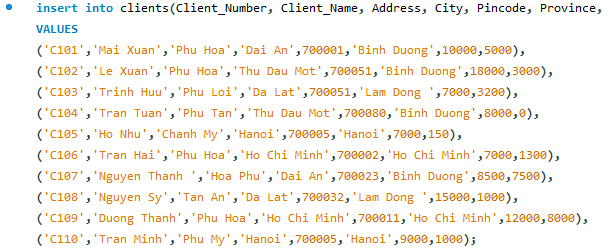 insert into clients(Client_Number, Client_Name, Address, City, Pincode, Province,
VALUES
('C101','Mai Xuan','Phu Hoa','Dai An',700001,'Binh Duong',10000,5000),
('C102','Le Xuan','Phu Hoa','Thu Dau Mot',700051,'Binh Duong',18000,3000),
('C103','Trinh Huu','Phu Loi','Da Lat',700051,'Lam Dong ',7000,3200),
('C104','Tran Tuan','Phu Tan','Thu Dau Mot',700080,'Binh Duong',8000,0),
('C105','Ho Nhu','Chanh My','Hanoi',700005,'Hanoi',7000,150),
('C106','Tran Hai','Phu Hoa','Ho Chi Minh',700002,'Ho Chi Minh',7000,1300),
('C107','Nguyen Thanh ','Hoa Phu','Dai An',700023,'Binh Duong',8500,7500),
('C108','Nguyen Sy','Tan An','Da Lat',700032,'Lam Dong ',15000,1000),
('C109','Duong Thanh','Phu Hoa','Ho Chi Minh',700011,'Ho Chi Minh',12000,8000),
('C110','Tran Minh','Phu My','Hanoi',700005,'Hanoi',9000,1000);